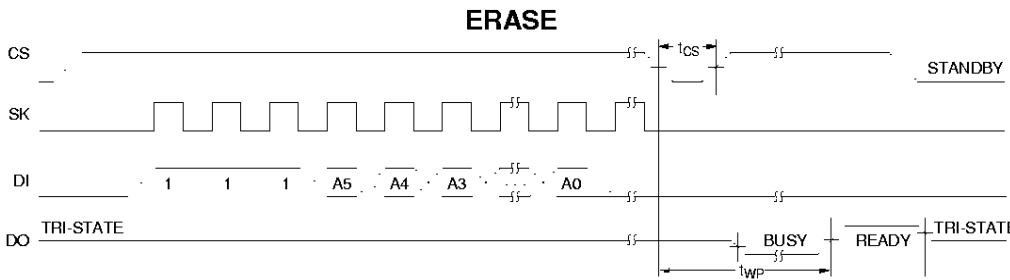 ERASE
CS
tCS
STANDBY
SK
DI
1 1 1 A5 A4 A3 ... A0
TRI-STATE
DO
BUSY
READY
TRI-STATE
tWP